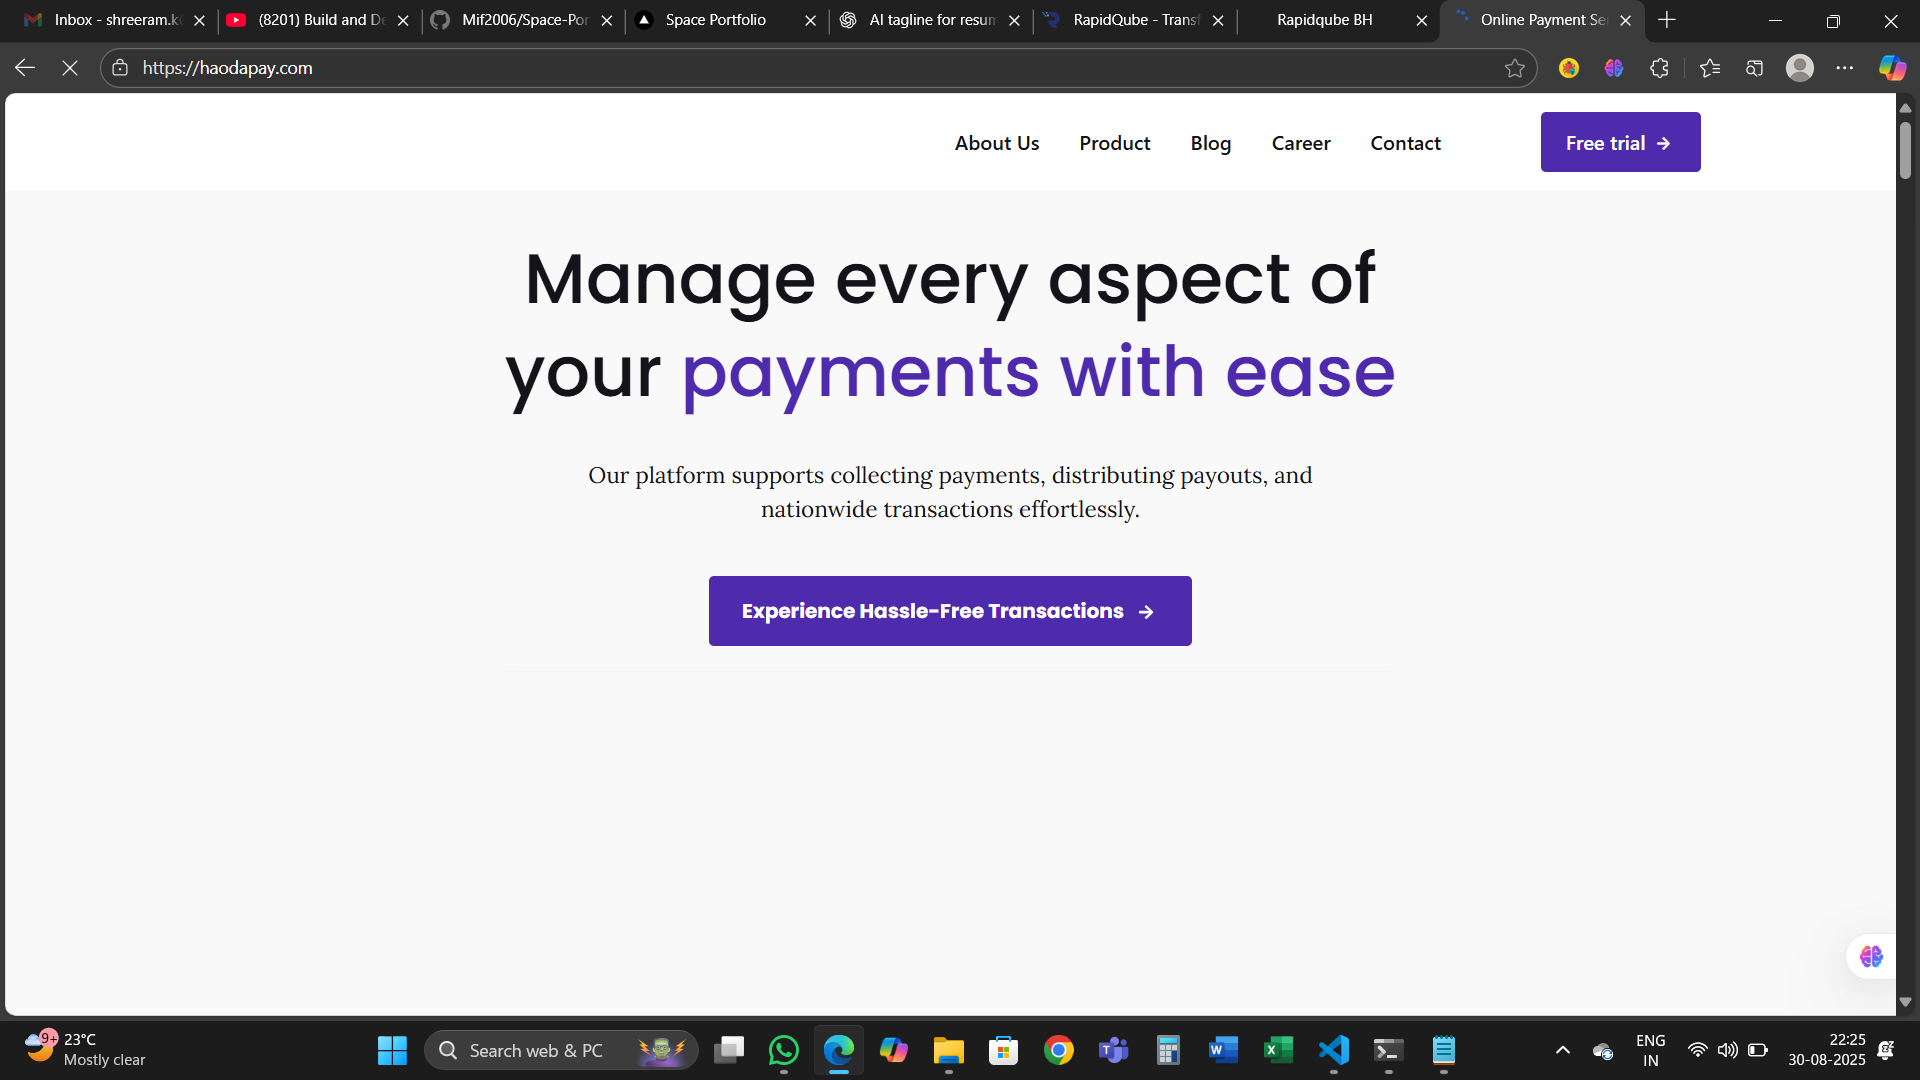 Inbox - shreeram.k
(8201) Build and De
Mif2006/Space-Por
Space Portfolio
AI tagline for resum
RapidQube - Transf
Rapidqube BH
Online Payment Se
https://haodapay.com
About Us
Product
Blog
Career
Contact
Free trial →
Manage every aspect of
your payments with ease
Our platform supports collecting payments, distributing payouts, and
nationwide transactions effortlessly.
Experience Hassle-Free Transactions →
9+
23°C
Mostly clear
Search web & PC
ENG
IN
22:25
30-08-2025